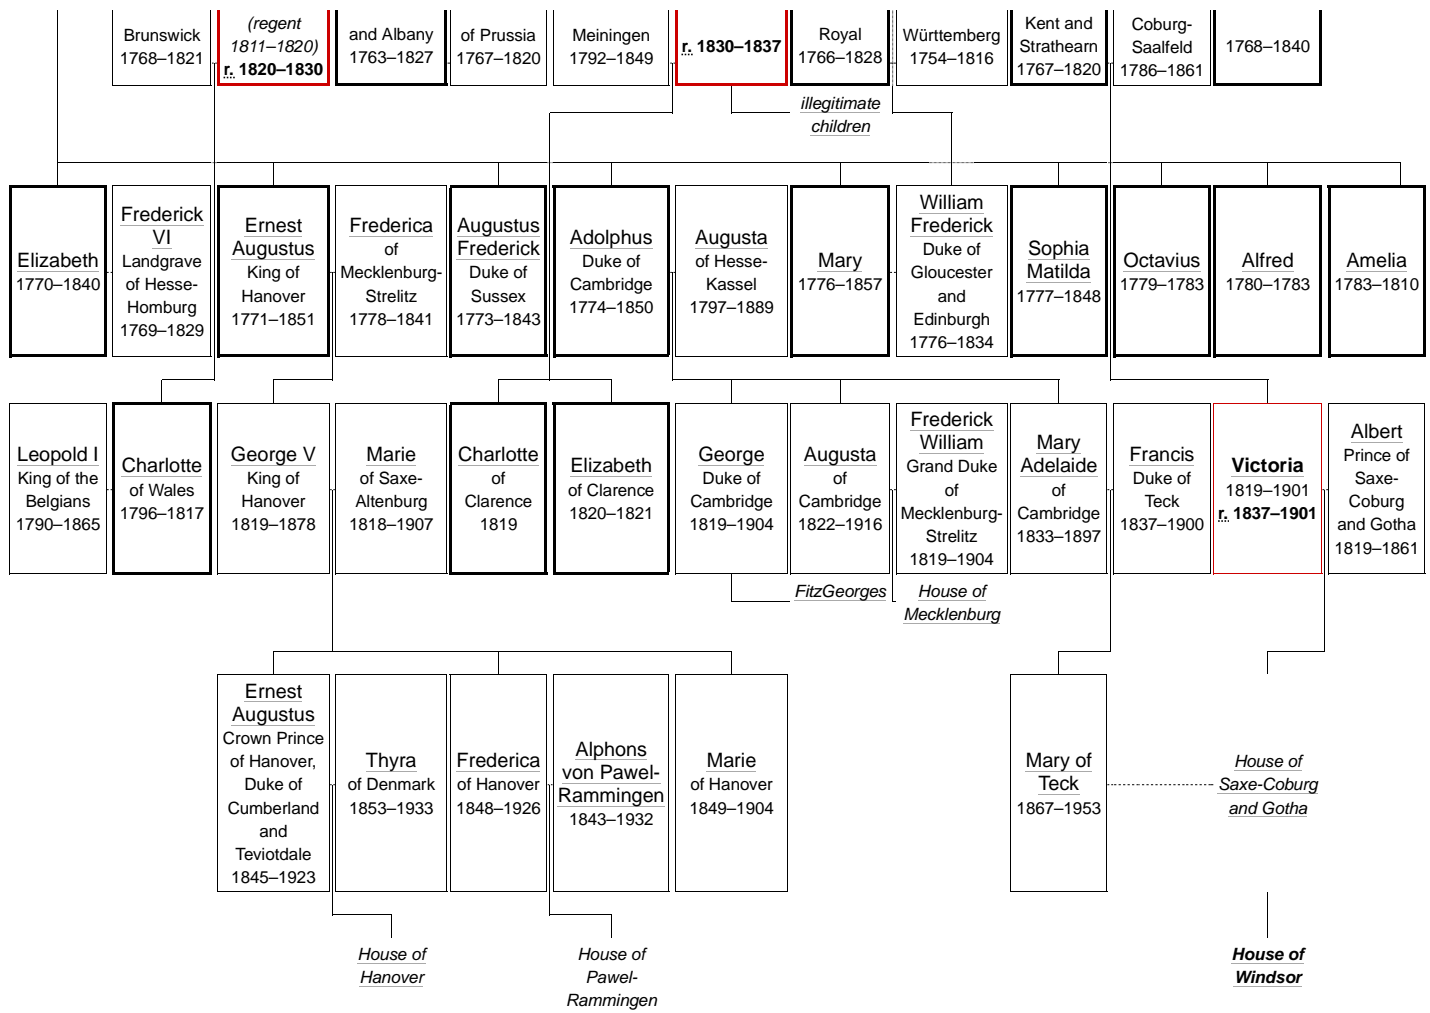 Brunswick
1768–1821
(regent
1811–1820)
r. 1820–1830
and Albany
1763–1827
of Prussia
1767–1820
Meiningen
1792–1849
r. 1830–1837
Royal
1766–1828
Württemberg
1754–1816
Kent and
Strathearn
1767–1820
Coburg-
Saalfeld
1786–1861
1768–1840
illegitimate
children
Elizabeth
1770–1840
Frederick
VI
Landgrave
of Hesse-
Homburg
1769–1829
Ernest
Augustus
King of
Hanover
1771–1851
Frederica
of
Mecklenburg-
Strelitz
1778–1841
Augustus
Frederick
Duke of
Sussex
1773–1843
Adolphus
Duke of
Cambridge
1774–1850
Augusta
of Hesse-
Kassel
1797–1889
Mary
1776–1857
William
Frederick
Duke of
Gloucester
and
Edinburgh
1776–1834
Sophia
Matilda
1777–1848
Octavius
1779–1783
Alfred
1780–1783
Amelia
1783–1810
Leopold I
King of the
Belgians
1790–1865
Charlotte
of Wales
1796–1817
George V
King of
Hanover
1819–1878
Marie
of Saxe-
Altenburg
1818–1907
Charlotte
of
Clarence
1819
Elizabeth
of Clarence
1820–1821
George
Duke of
Cambridge
1819–1904
Augusta
of
Cambridge
1822–1916
Frederick
William
Grand Duke
of
Mecklenburg-
Strelitz
1819–1904
Mary
Adelaide
of
Cambridge
1833–1897
Francis
Duke of
Teck
1837–1900
Victoria
1819–1901
r. 1837–1901
Albert
Prince of
Saxe-
Coburg
and Gotha
1819–1861
FitzGeorges
House of
Mecklenburg
Ernest
Augustus
Crown Prince
of Hanover,
Duke of
Cumberland
and
Teviotdale
1845–1923
Thyra
of Denmark
1853–1933
Frederica
of Hanover
1848–1926
Alphons
von Pawel-
Rammingen
1843–1932
Marie
of Hanover
1849–1904
Mary of
Teck
1867–1953
House of
Saxe-Coburg
and Gotha
House of
Hanover
House of
Pawel-
Rammingen
House of
Windsor